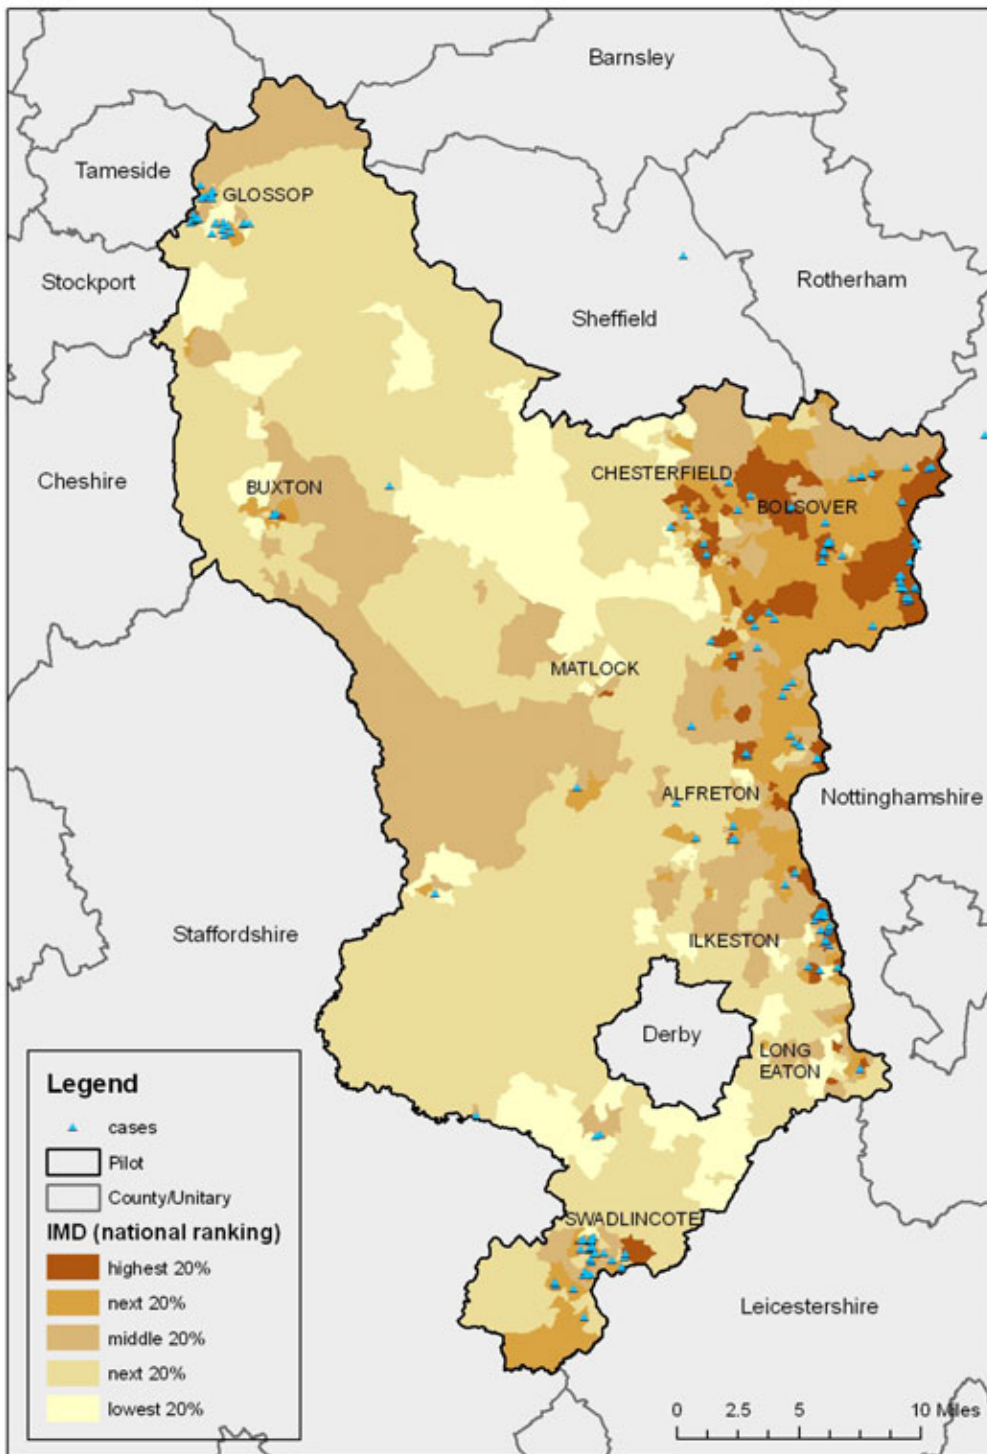 Barnsley
Tameside
GLOSSOP
Stockport
Rotherham
Sheffield
CHESTERFIELD
Cheshire
BUXTON
BOLSOVER
MATLOCK
ALFRETON
Nottinghamshire
Staffordshire
ILKESTON
Derby
LONG
EATON
Legend
cases
Pilot
County/Unitary
IMD (national ranking)
highest 20%
next 20%
middle 20%
next 20%
lowest 20%
SWADLINCOTE
Leicestershire
0 2.5 5 10 Miles